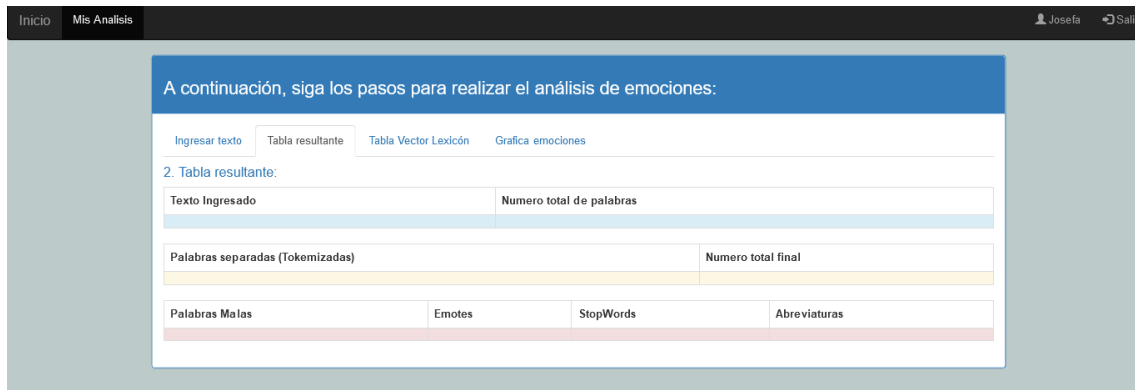 Inicio Mis Analisis Josefa Sali
A continuación, siga los pasos para realizar el análisis de emociones:
Ingresar texto Tabla resultante Tabla Vector Lexicón Grafica emociones
2. Tabla resultante:
Texto Ingresado Numero total de palabras
Palabras separadas (Tokemizadas) Numero total final
Palabras Malas Emotes StopWords Abreviaturas